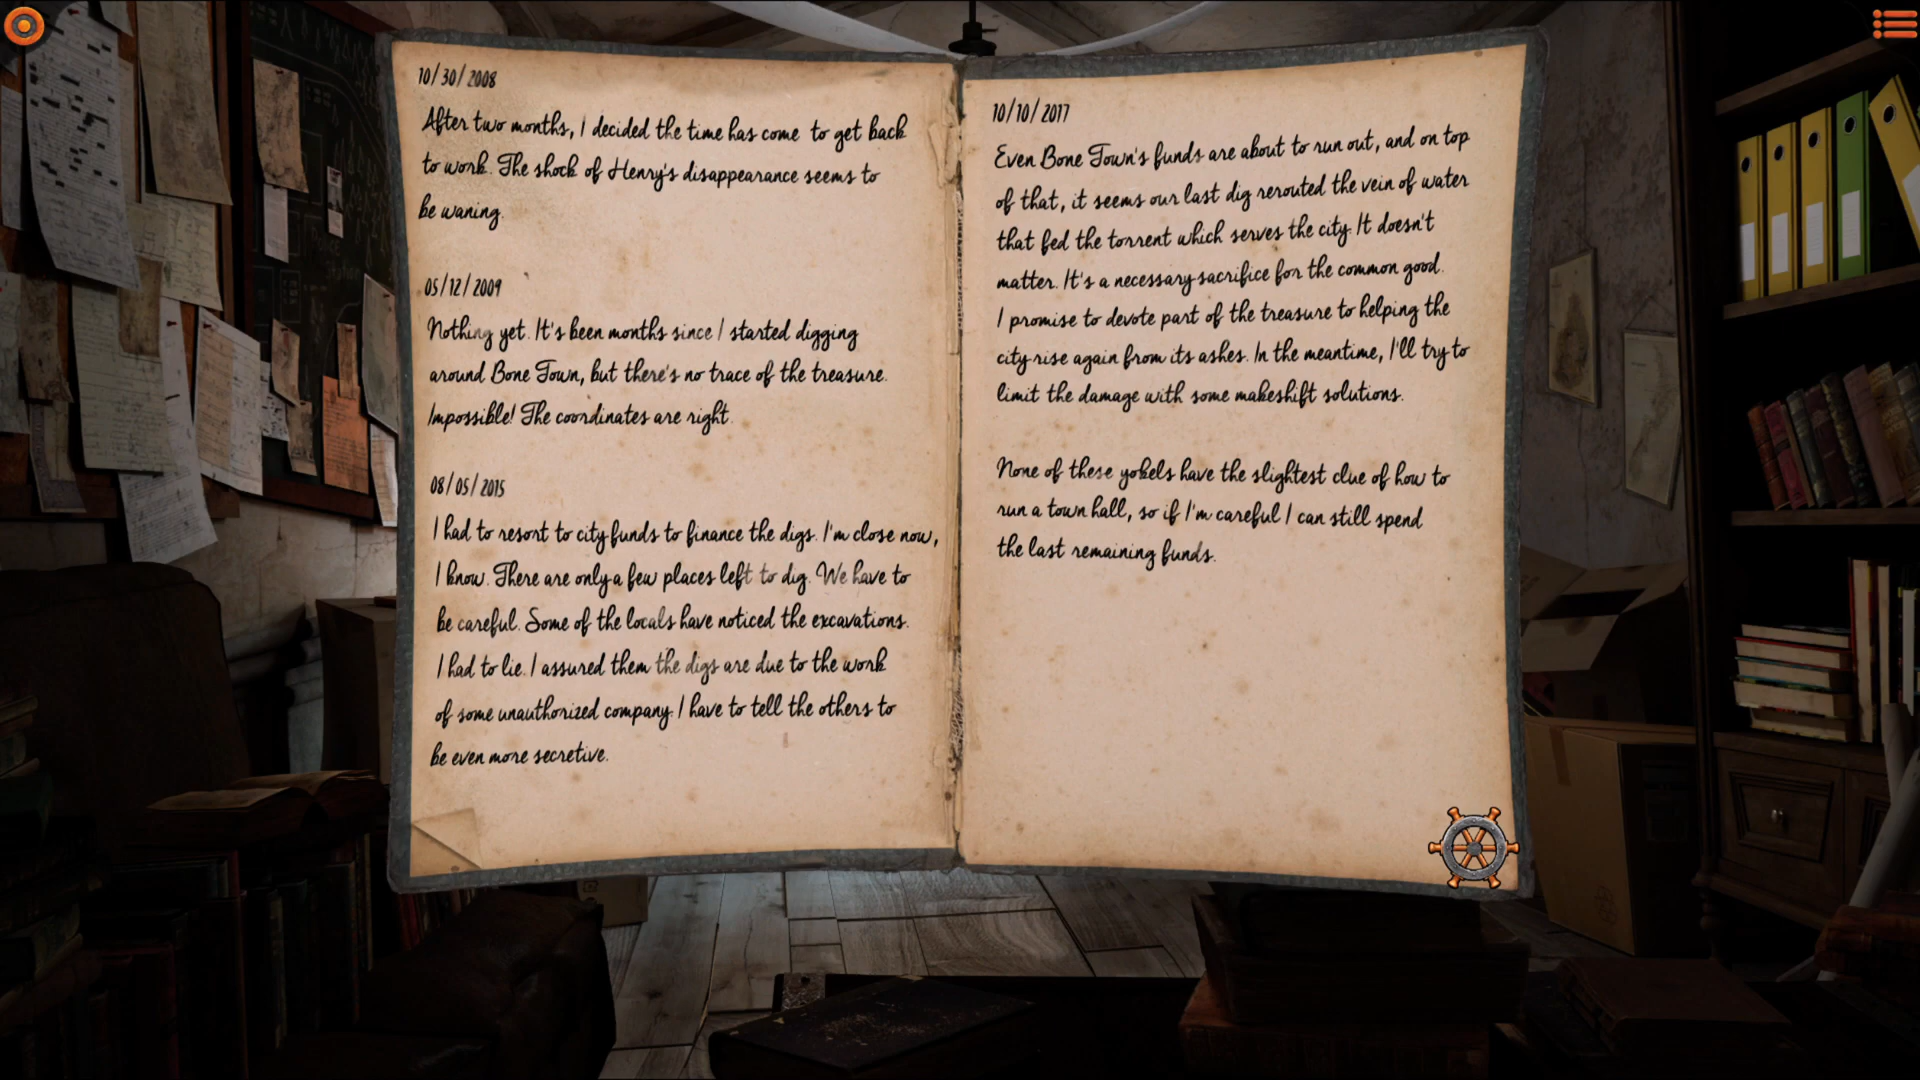 10/30/2008
After two months, I decided the time has come to get back
to work. The shock of Henry's disappearance seems to
be waning.
05/12/2009
Nothing yet. It's been months since I started digging
around Bone Town, but there's no trace of the treasure.
Impossible! The coordinates are right.
08/05/2015
I had to resort to city funds to finance the digs. I'm close now,
I know. There are only a few places left to dig. We have to
be careful. Some of the locals have noticed the excavations.
I had to lie. I assured them the digs are due to the work
of some unauthorized company. I have to tell the others to
be even more secretive.
10/10/2017
Even Bone Town's funds are about to run out, and on top
of that, it seems our last dig rerouted the vein of water
that fed the torrent which serves the city. It doesn't
matter. It's a necessary sacrifice for the common good.
I promise to devote part of the treasure to helping the
city rise again from its ashes. In the meantime, I'll try to
limit the damage with some makeshift solutions.
None of these yokels have the slightest clue of how to
run a town hall, so if I'm careful I can still spend
the last remaining funds.